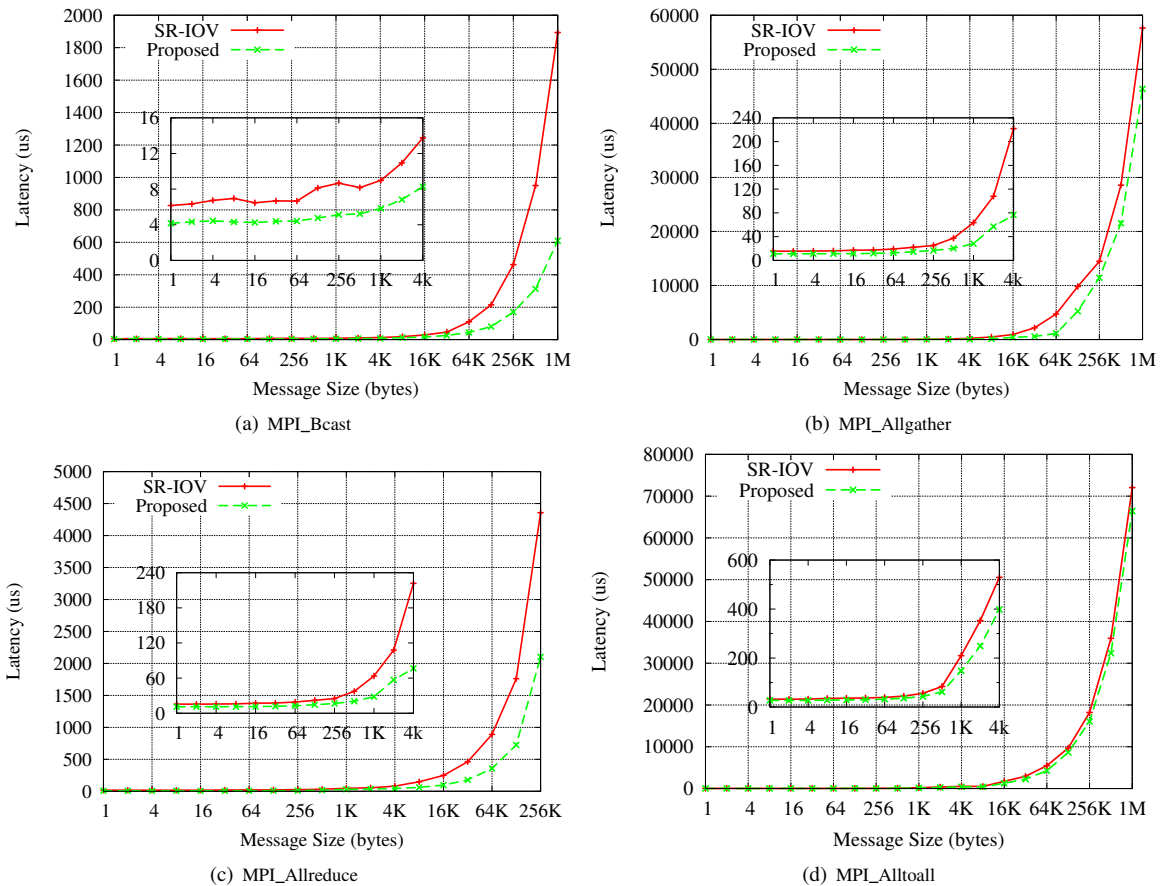 2000
1800
1600
1400
1200
1000
800
600
400
200
0
Latency (us)
SR-IOV
Proposed
16
12
8
4
0
1 4 16 64 256 1K 4k
1 4 16 64 256 1K 4K 16K 64K 256K 1M
Message Size (bytes)
(a) MPI_Bcast
60000
50000
40000
30000
20000
10000
0
Latency (us)
SR-IOV
Proposed
240
200
160
120
80
40
0
1 4 16 64 256 1K 4K
1 4 16 64 256 1K 4K 16K 64K 256K 1M
Message Size (bytes)
(b) MPI_Allgather
5000
4500
4000
3500
3000
2500
2000
1500
1000
500
0
Latency (us)
SR-IOV
Proposed
240
180
120
60
0
1 4 16 64 256 1K 4K
1 4 16 64 256 1K 4K 16K 64K 256K
Message Size (bytes)
(c) MPI_Allreduce
80000
70000
60000
50000
40000
30000
20000
10000
0
Latency (us)
SR-IOV
Proposed
600
400
200
0
1 4 16 64 256 1K 4k
1 4 16 64 256 1K 4K 16K 64K 256K 1M
Message Size (bytes)
(d) MPI_Alltoall